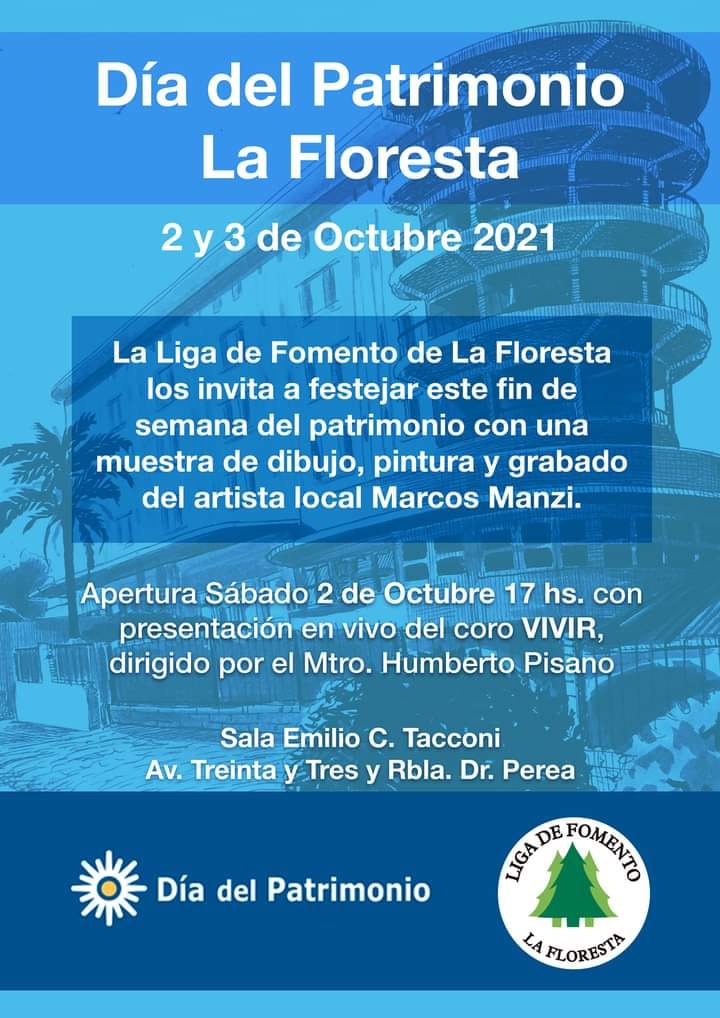 Día del Patrimonio
La Floresta
2 y 3 de Octubre 2021
La Liga de Fomento de La Floresta
los invita a festejar este fin de
semana del patrimonio con una
muestra de dibujo, pintura y grabado
del artista local Marcos Manzi.
Apertura Sábado 2 de Octubre 17 hs. con
presentación en vivo del coro VIVIR,
dirigido por el Mtro. Humberto Pisano
Sala Emilio C. Tacconi
Av. Treinta y Tres y Rbla. Dr. Perea
Día del Patrimonio
LIGA DE FOMENTO
LA FLORESTA